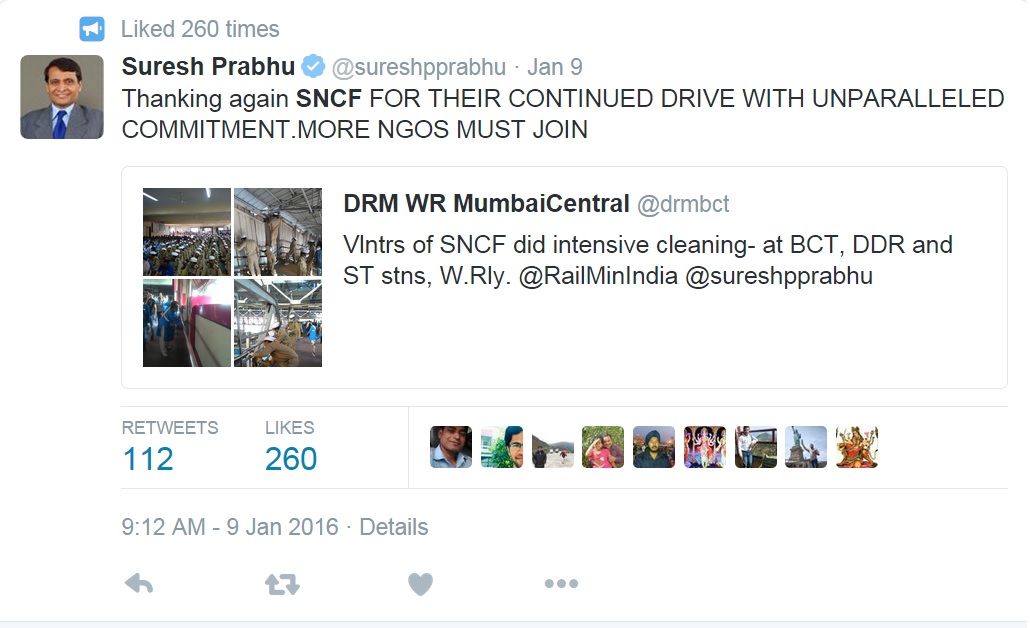 Liked 260 times
Suresh Prabhu @sureshpprabhu · Jan 9
Thanking again SNCF FOR THEIR CONTINUED DRIVE WITH UNPARALLELED
COMMITMENT.MORE NGOS MUST JOIN
DRM WR MumbaiCentral @drmbct
Vlntrs of SNCF did intensive cleaning- at BCT, DDR and
ST stns, W.Rly. @RailMinIndia @sureshpprabhu
RETWEETS LIKES
112 260
9:12 AM - 9 Jan 2016 · Details